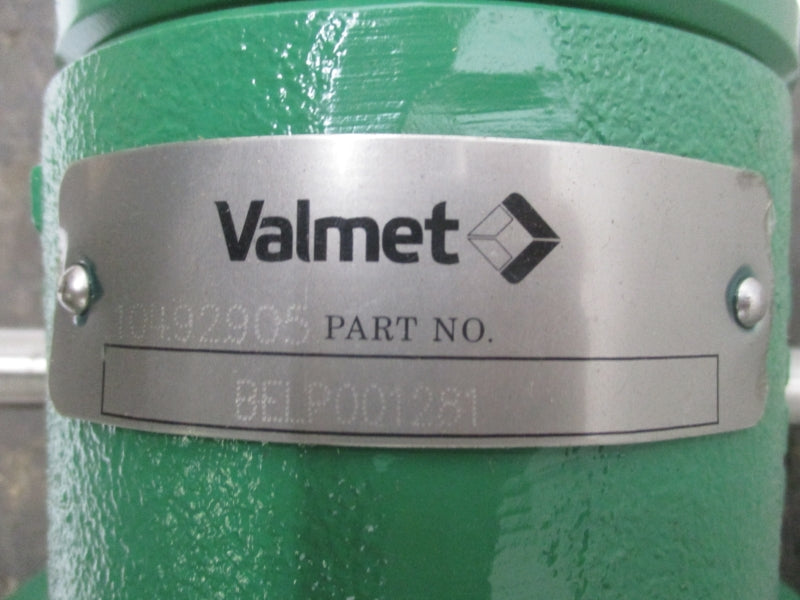 Valmet
10492905 PART NO.
BELP001281